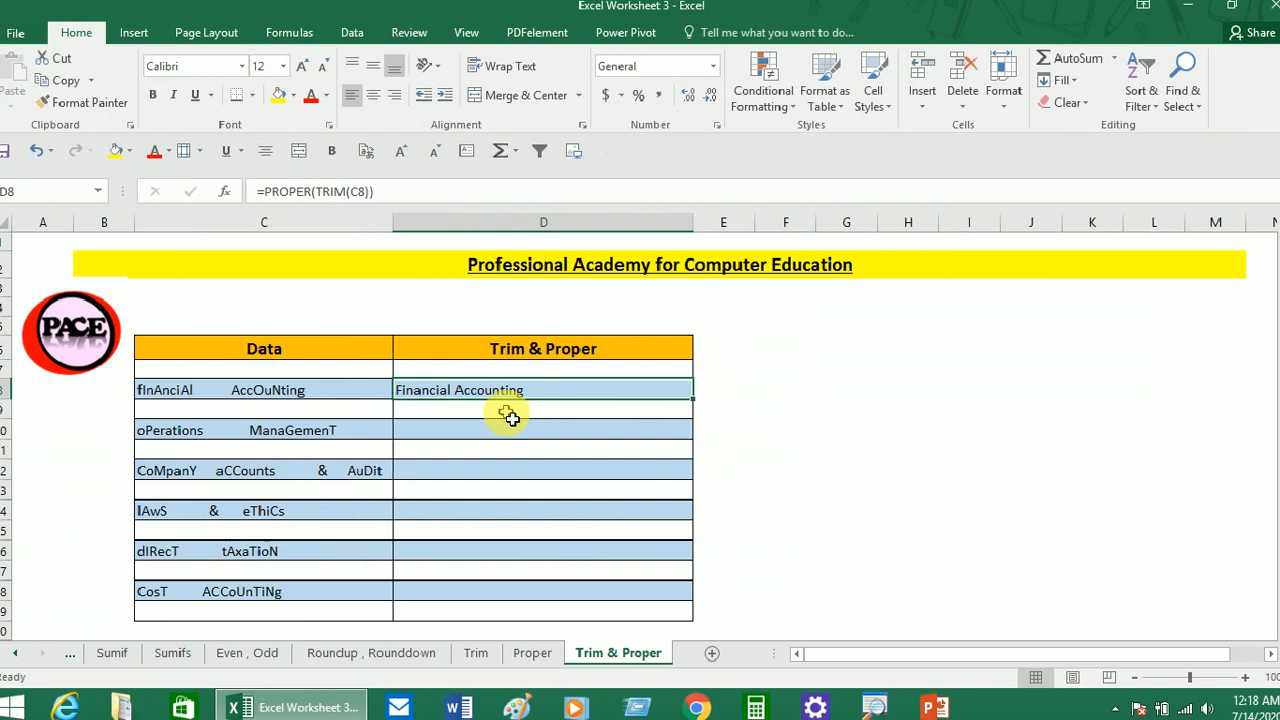 Excel Worksheet 3 - Excel
File Home Insert Page Layout Formulas Data Review View PDFelement Power Pivot Tell me what you want to do... Share
Cut
Copy
Format Painter
Paste
Clipboard
Calibri 12
B I U
Font
Wrap Text
Merge & Center
Alignment
General
$ % ,
Number
Conditional Formatting
Format as Table
Cell Styles
Styles
Insert Delete Format
Cells
AutoSum
Fill
Clear
Sort & Filter
Find & Select
Editing
D8 fx =PROPER(TRIM(C8))
A B C D E F G H I J K L M N
Professional Academy for Computer Education
PACE
Data Trim & Proper
fInAnciAl AccOuNting Financial Accounting
oPerations ManaGemenT
CoMpanY aCCounts & AuDit
lAwS & eThiCs
dIRecT tAxaTIoN
CosT ACCoUnTiNg
... Sumif Sumifs Even , Odd Roundup , Rounddown Trim Proper Trim & Proper
Ready
Excel Worksheet 3...
12:18 AM